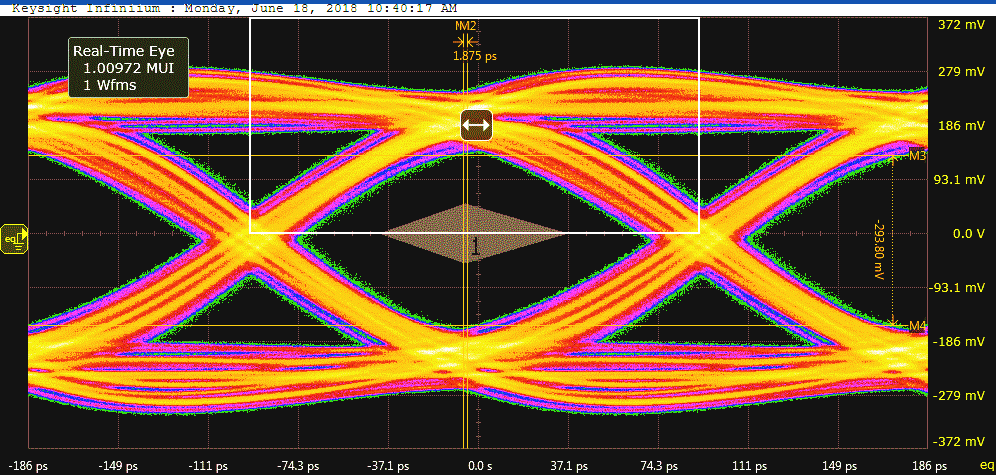 Keysight Infiniium : Monday, June 18, 2018 10:40:17 AM
M2
1.875 ps
Real-Time Eye
1.00972 MUI
1 Wfms
372 mV
279 mV
186 mV
M3
93.1 mV
0.0 V
eq
1
-293.80 mV
-93.1 mV
M4
-186 mV
-279 mV
-372 mV
-186 ps -149 ps -111 ps -74.3 ps -37.1 ps 0.0 s 37.1 ps 74.3 ps 111 ps 149 ps 186 ps eq